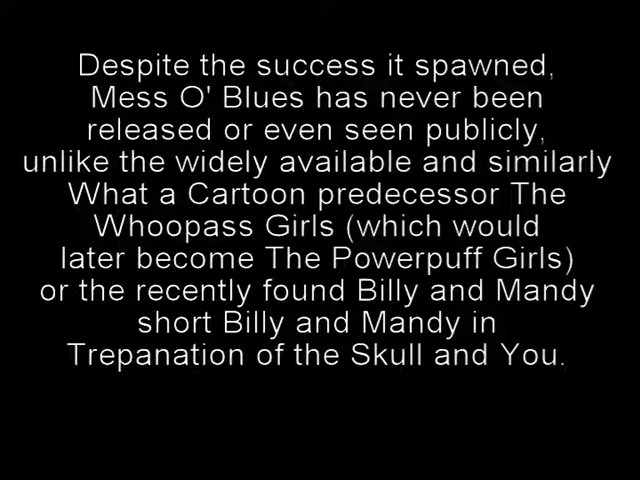 Despite the success it spawned,
Mess O' Blues has never been
released or even seen publicly,
unlike the widely available and similarly
What a Cartoon predecessor The
Whoopass Girls (which would
later become The Powerpuff Girls)
or the recently found Billy and Mandy
short Billy and Mandy in
Trepanation of the Skull and You.